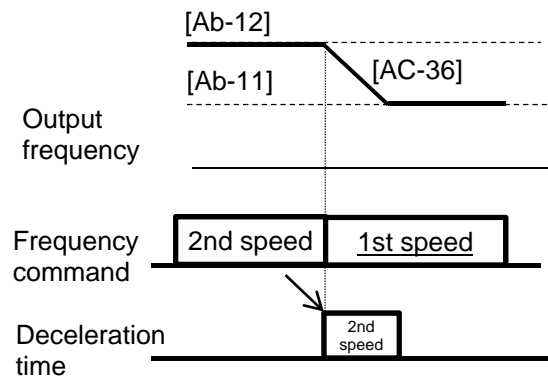 [Ab-12]
[Ab-11]
[AC-36]
Output
frequency
Frequency
command
2nd speed
1st speed
Deceleration
time
2nd
speed